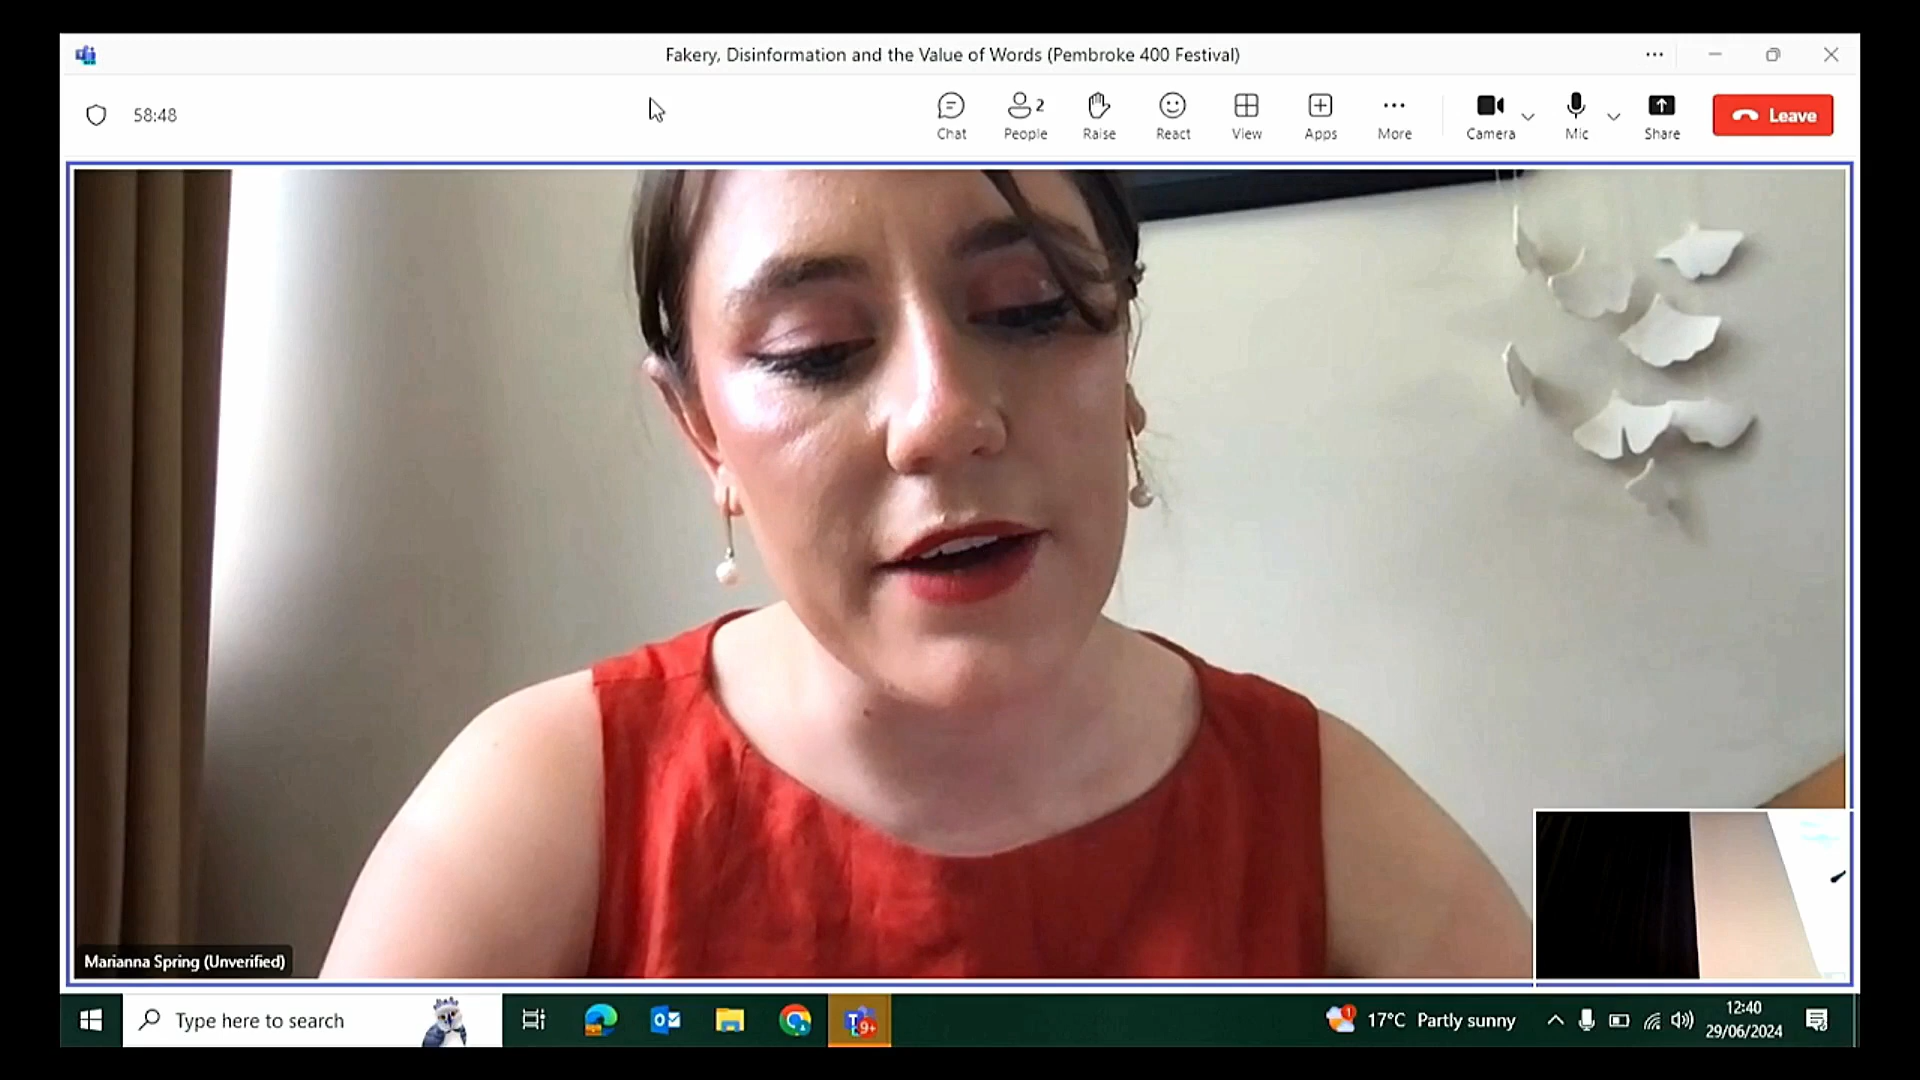 Fakery, Disinformation and the Value of Words (Pembroke 400 Festival)
58:48
Chat
2
People
Raise
React
View
Apps
More
Camera
Mic
Share
Leave
Marianna Spring (Unverified)
Type here to search
9+
17°C Partly sunny
12:40
29/06/2024